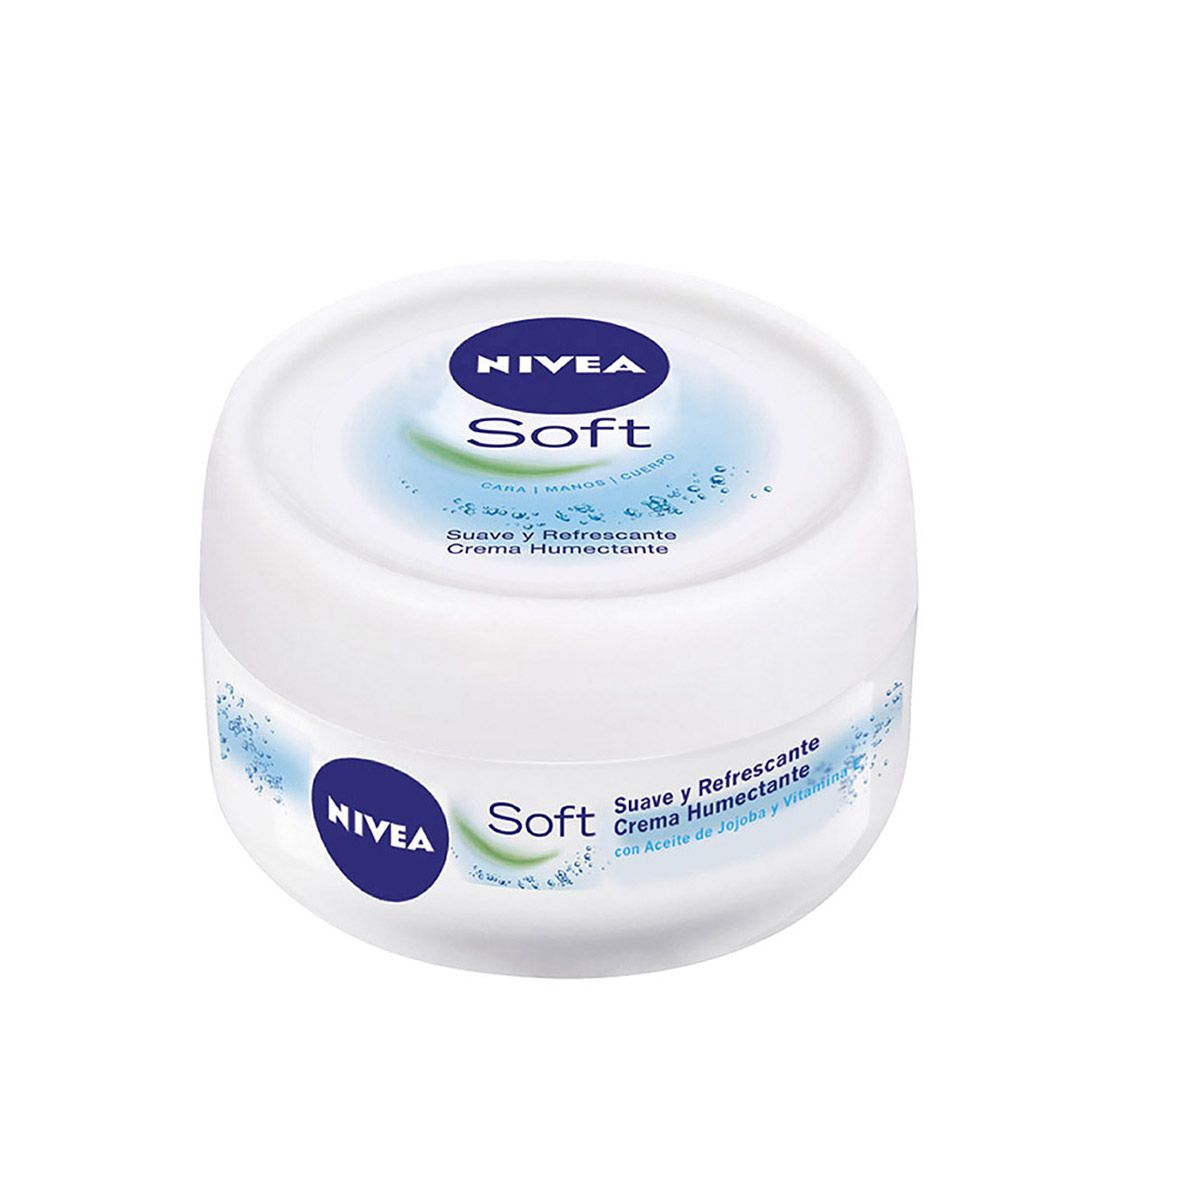 NIVEA
Soft
CARA | MANOS | CUERPO
Suave y Refrescante
Crema Humectante
NIVEA
Soft
Suave y Refrescante
Crema Humectante
con Aceite de Jojoba y Vitamina E